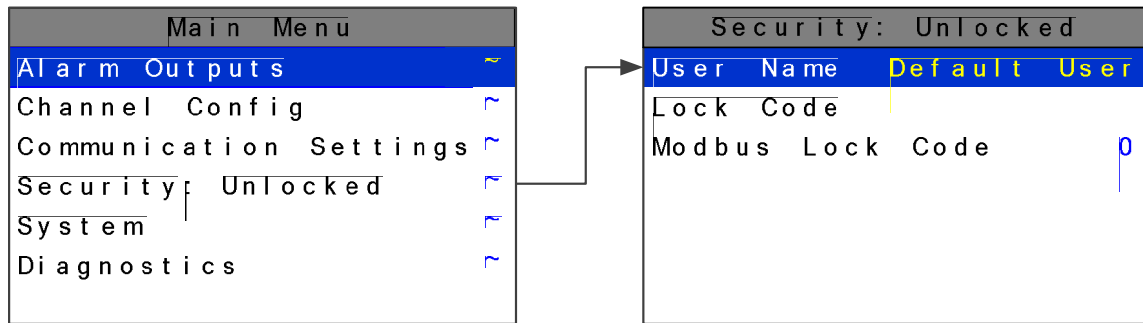 Main Menu
Alarm Outputs ~
Channel Config ~
Communication Settings ~
Security: Unlocked ~
System ~
Diagnostics ~
Security: Unlocked
User Name Default User
Lock Code
Modbus Lock Code 0